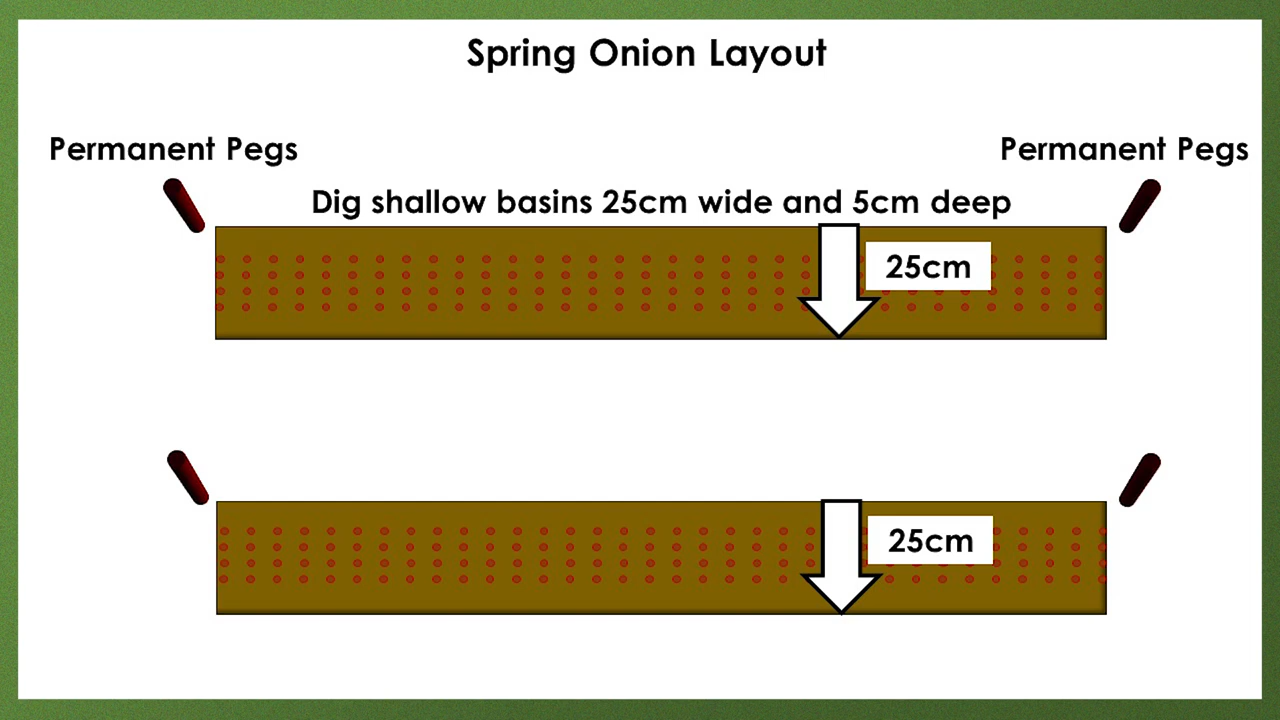 Spring Onion Layout
Permanent Pegs
Permanent Pegs
Dig shallow basins 25cm wide and 5cm deep
25cm
25cm